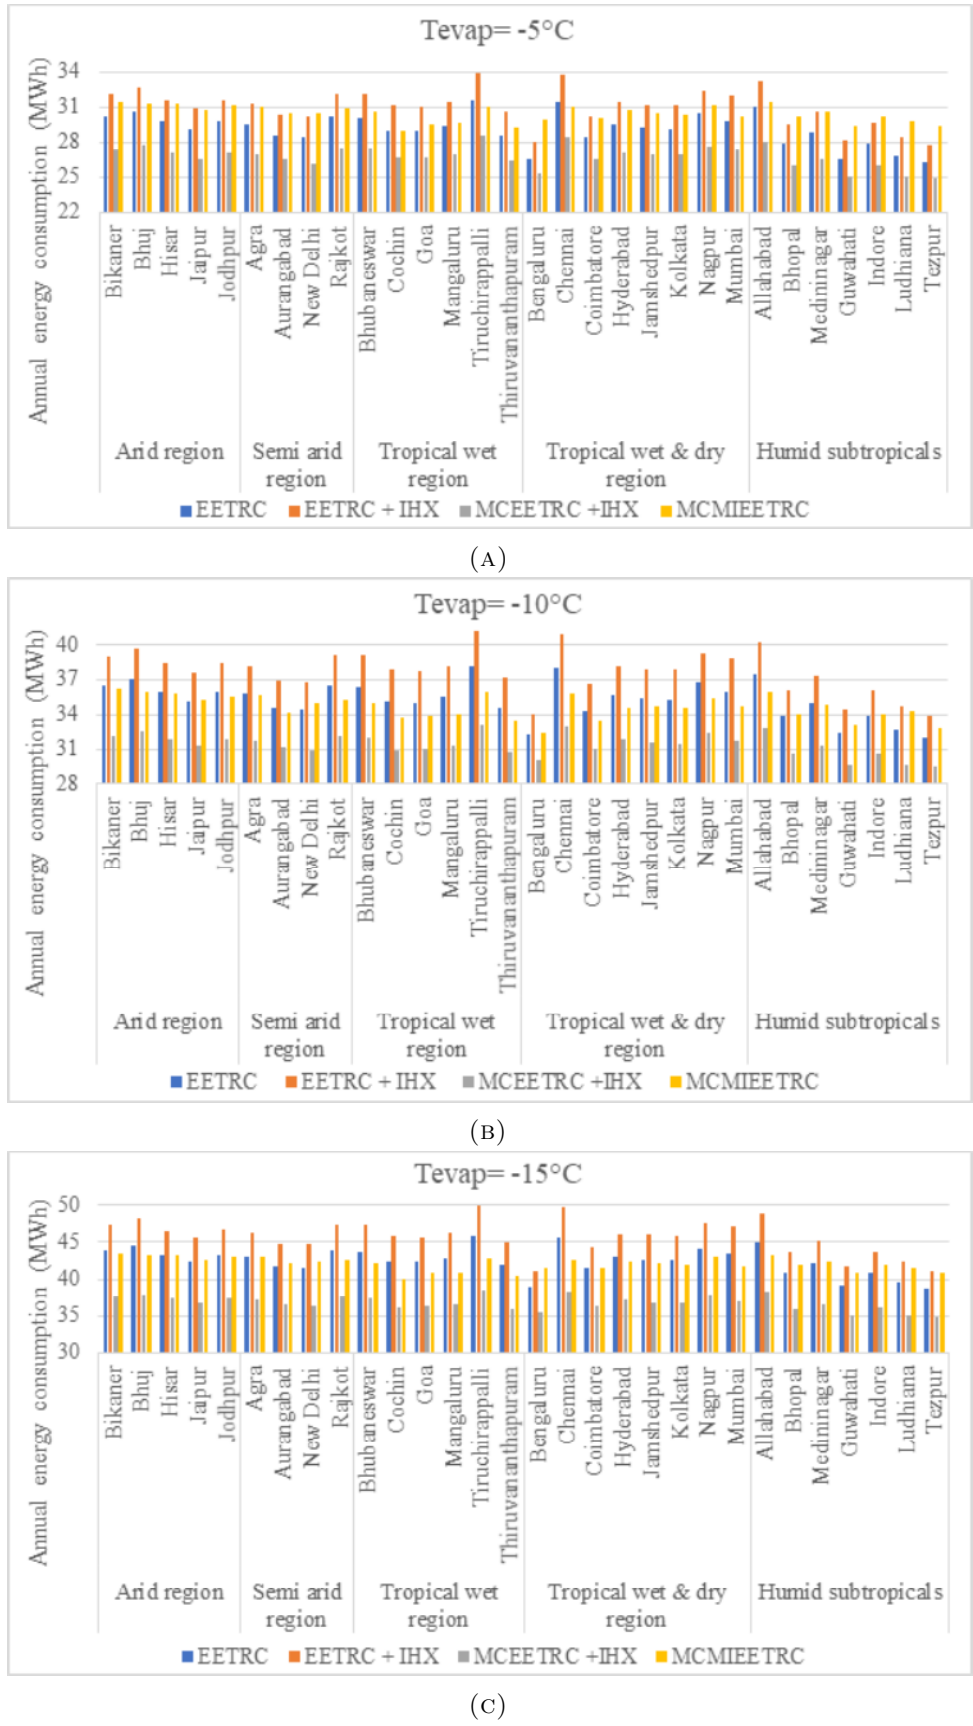 Tevap= -5°C
Annual energy consumption (MWh)
34
31
28
25
22
Bikaner
Bhuj
Hisar
Jaipur
Jodhpur
Agra
Aurangabad
New Delhi
Rajkot
Bhubaneswar
Cochin
Goa
Mangaluru
Tiruchirappalli
Thiruvananthapuram
Bengaluru
Chennai
Coimbatore
Hyderabad
Jamshedpur
Kolkata
Nagpur
Mumbai
Allahabad
Bhopal
Medininagar
Guwahati
Indore
Ludhiana
Tezpur
Arid region
Semi arid
region
Tropical wet
region
Tropical wet & dry
region
Humid subtropicals
EETRC EETRC + IHX MCEETRC +IHX MCMIEETRC
(A)
Tevap= -10°C
Annual energy consumption (MWh)
40
37
34
31
28
Bikaner
Bhuj
Hisar
Jaipur
Jodhpur
Agra
Aurangabad
New Delhi
Rajkot
Bhubaneswar
Cochin
Goa
Mangaluru
Tiruchirappalli
Thiruvananthapuram
Bengaluru
Chennai
Coimbatore
Hyderabad
Jamshedpur
Kolkata
Nagpur
Mumbai
Allahabad
Bhopal
Medininagar
Guwahati
Indore
Ludhiana
Tezpur
Arid region
Semi arid
region
Tropical wet
region
Tropical wet & dry
region
Humid subtropicals
EETRC EETRC + IHX MCEETRC +IHX MCMIEETRC
(B)
Tevap= -15°C
Annual energy consumption (MWh)
50
45
40
35
30
Bikaner
Bhuj
Hisar
Jaipur
Jodhpur
Agra
Aurangabad
New Delhi
Rajkot
Bhubaneswar
Cochin
Goa
Mangaluru
Tiruchirappalli
Thiruvananthapuram
Bengaluru
Chennai
Coimbatore
Hyderabad
Jamshedpur
Kolkata
Nagpur
Mumbai
Allahabad
Bhopal
Medininagar
Guwahati
Indore
Ludhiana
Tezpur
Arid region
Semi arid
region
Tropical wet
region
Tropical wet & dry
region
Humid subtropicals
EETRC EETRC + IHX MCEETRC +IHX MCMIEETRC
(C)